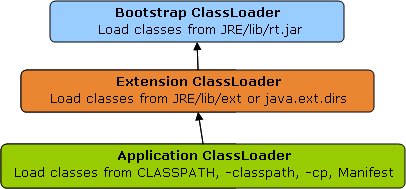 Bootstrap ClassLoader
Load classes from JRE/lib/rt.jar
Extension ClassLoader
Load classes from JRE/lib/ext or java.ext.dirs
Application ClassLoader
Load classes from CLASSPATH, -classpath, -cp, Manifest